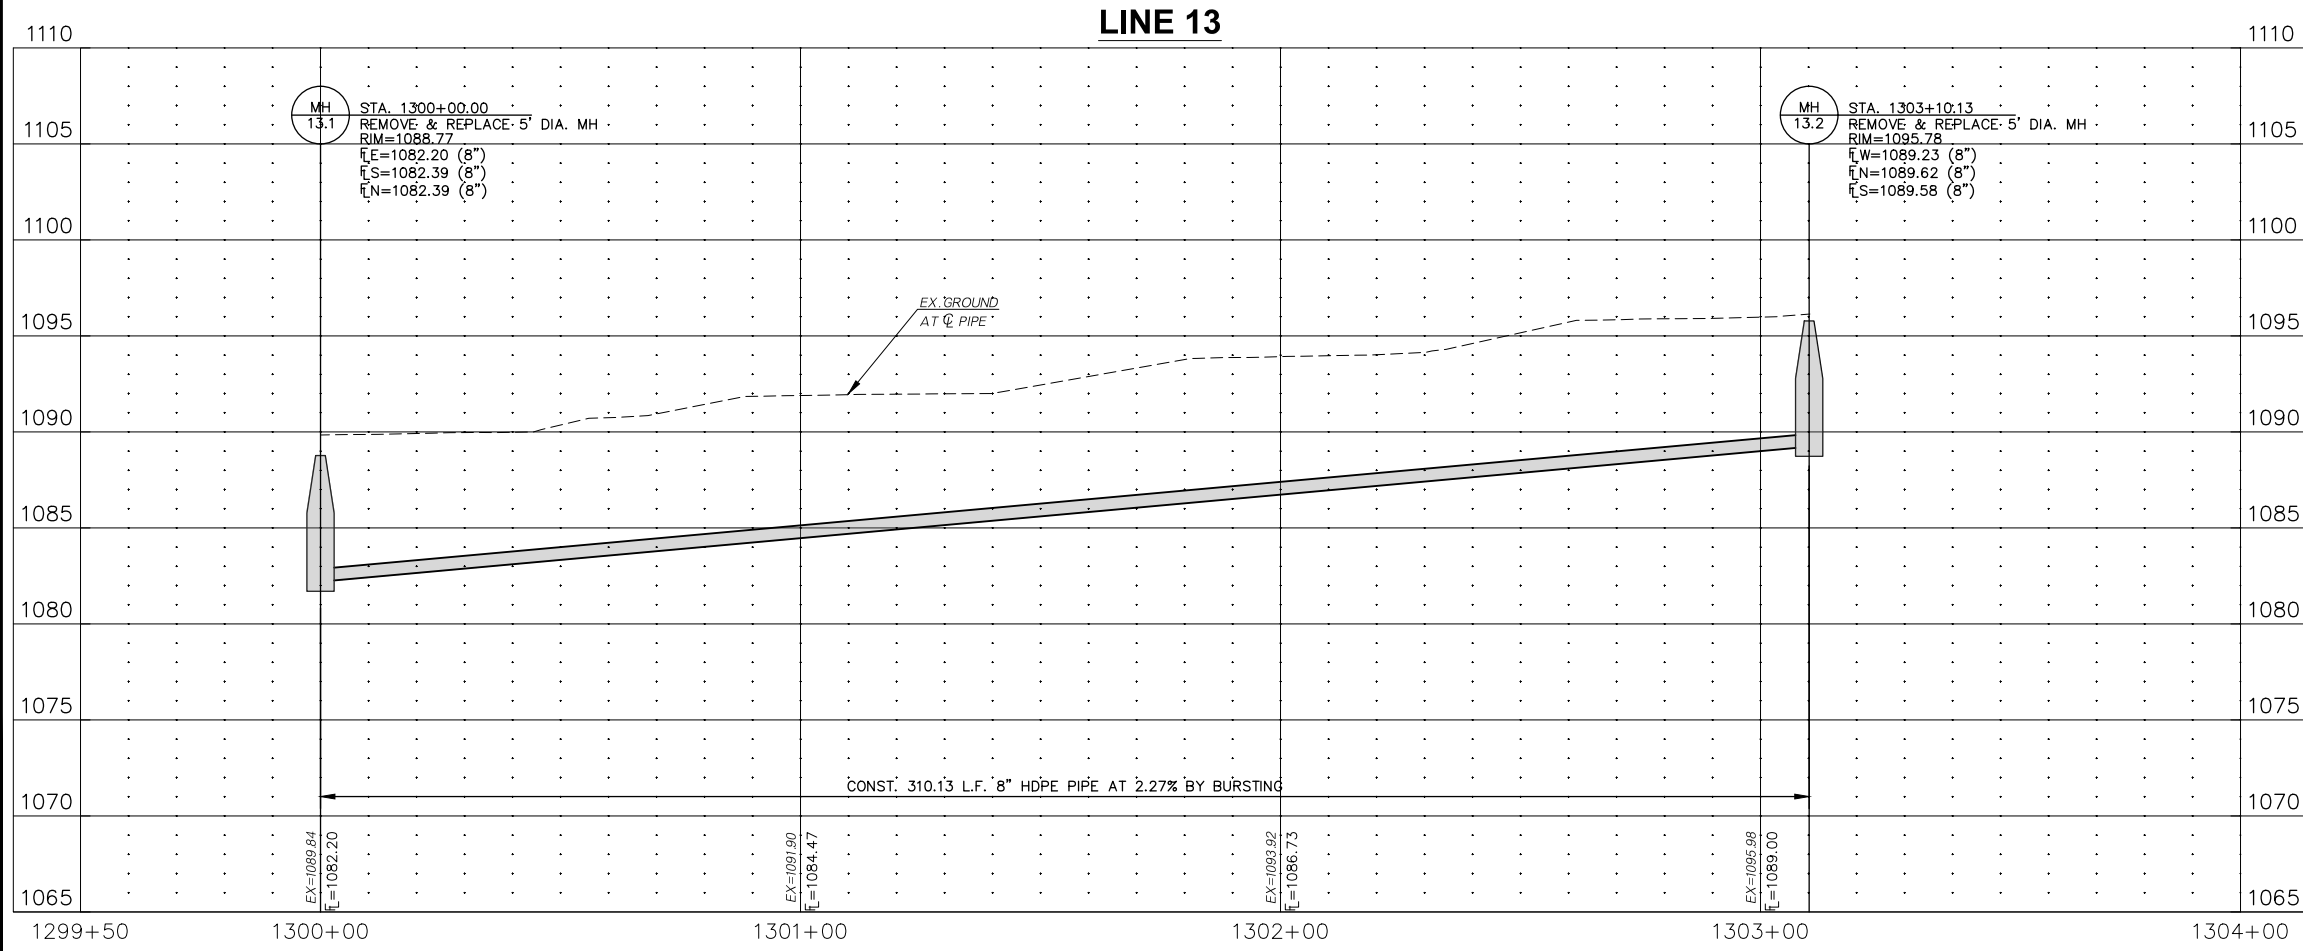 LINE 13
1110
1110
MH
13.1
STA. 1300+00.00
REMOVE & REPLACE 5' DIA. MH
RIM=1088.77
FLE=1082.20 (8")
FLS=1082.39 (8")
FLN=1082.39 (8")
MH
13.2
STA. 1303+10.13
REMOVE & REPLACE 5' DIA. MH
RIM=1095.78
FLW=1089.23 (8")
FLN=1089.62 (8")
FLS=1089.58 (8")
1105
1105
1100
1100
EX. GROUND
AT ℄ PIPE
1095
1095
1090
1090
1085
1085
1080
1080
1075
1075
CONST. 310.13 L.F. 8" HDPE PIPE AT 2.27% BY BURSTING
1070
1070
EX=1089.84
FL=1082.20
EX=1091.90
FL=1084.47
EX=1093.92
FL=1086.73
EX=1095.98
FL=1089.00
1065
1065
1299+50
1300+00
1301+00
1302+00
1303+00
1304+00